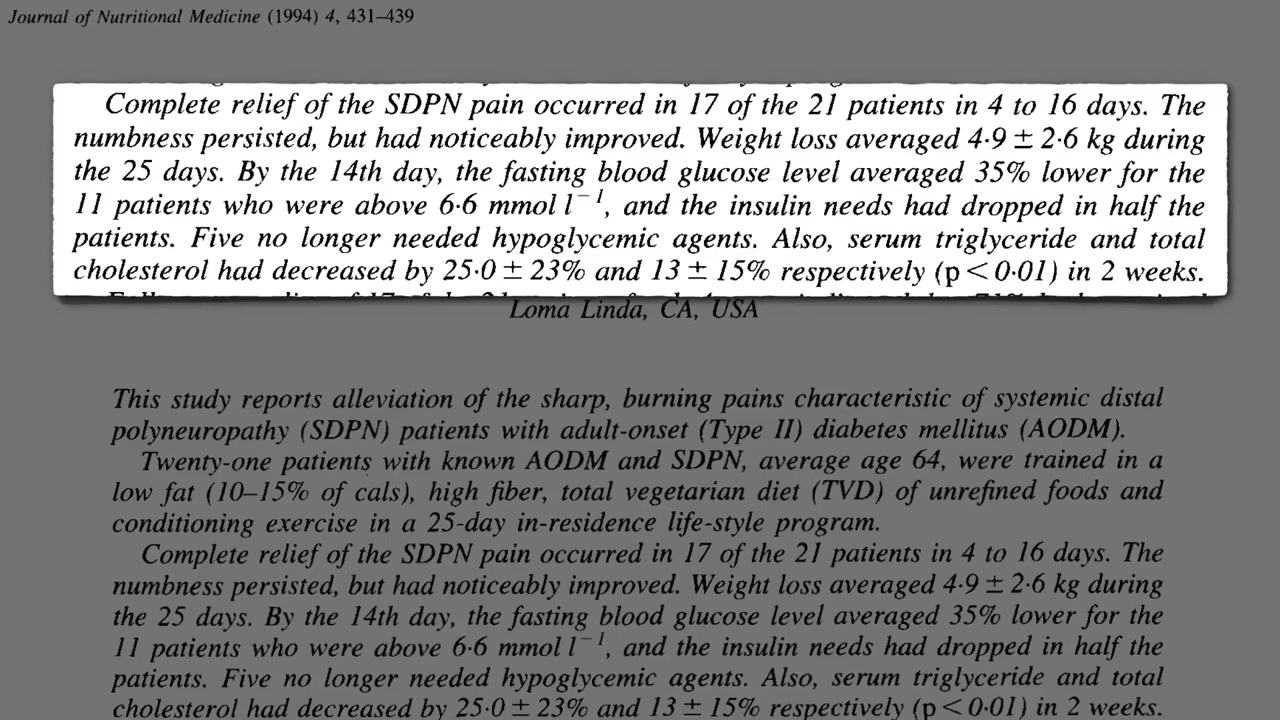 Journal of Nutritional Medicine (1994) 4, 431–439
Complete relief of the SDPN pain occurred in 17 of the 21 patients in 4 to 16 days. The
numbness persisted, but had noticeably improved. Weight loss averaged 4·9 ± 2·6 kg during
the 25 days. By the 14th day, the fasting blood glucose level averaged 35% lower for the
11 patients who were above 6·6 mmol l⁻¹, and the insulin needs had dropped in half the
patients. Five no longer needed hypoglycemic agents. Also, serum triglyceride and total
cholesterol had decreased by 25·0 ± 23% and 13 ± 15% respectively (p < 0·01) in 2 weeks.
Loma Linda, CA, USA
This study reports alleviation of the sharp, burning pains characteristic of systemic distal
polyneuropathy (SDPN) patients with adult-onset (Type II) diabetes mellitus (AODM).
Twenty-one patients with known AODM and SDPN, average age 64, were trained in a
low fat (10–15% of cals), high fiber, total vegetarian diet (TVD) of unrefined foods and
conditioning exercise in a 25-day in-residence life-style program.
Complete relief of the SDPN pain occurred in 17 of the 21 patients in 4 to 16 days. The
numbness persisted, but had noticeably improved. Weight loss averaged 4·9 ± 2·6 kg during
the 25 days. By the 14th day, the fasting blood glucose level averaged 35% lower for the
11 patients who were above 6·6 mmol l⁻¹, and the insulin needs had dropped in half the
patients. Five no longer needed hypoglycemic agents. Also, serum triglyceride and total
cholesterol had decreased by 25·0 ± 23% and 13 ± 15% respectively (p < 0·01) in 2 weeks.